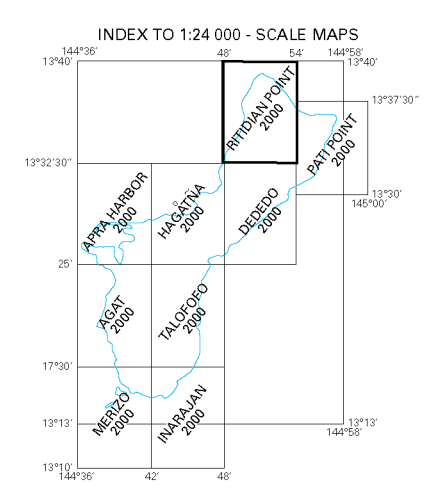 INDEX TO 1:24 000 - SCALE MAPS
144°36′
48′
54′
144°58′
13°40′
13°40′
RITIDIAN POINT
2000
13°37′30″
PATI POINT
2000
13°32′30″
APRA HARBOR
2000
HAGÅTÑA
2000
DEDEDO
2000
13°30′
145°00′
25′
AGAT
2000
TALOFOFO
2000
17°30′
MERIZO
2000
INARAJAN
2000
13°13′
13°13′
144°58′
13°10′
144°36′
42′
48′